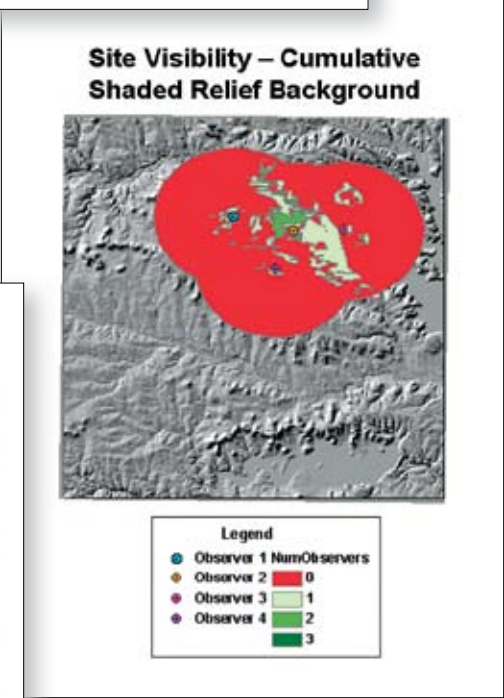 Site Visibility – Cumulative
Shaded Relief Background
Legend
Observer 1 NumObservers
Observer 2 0
Observer 3 1
Observer 4 2
3